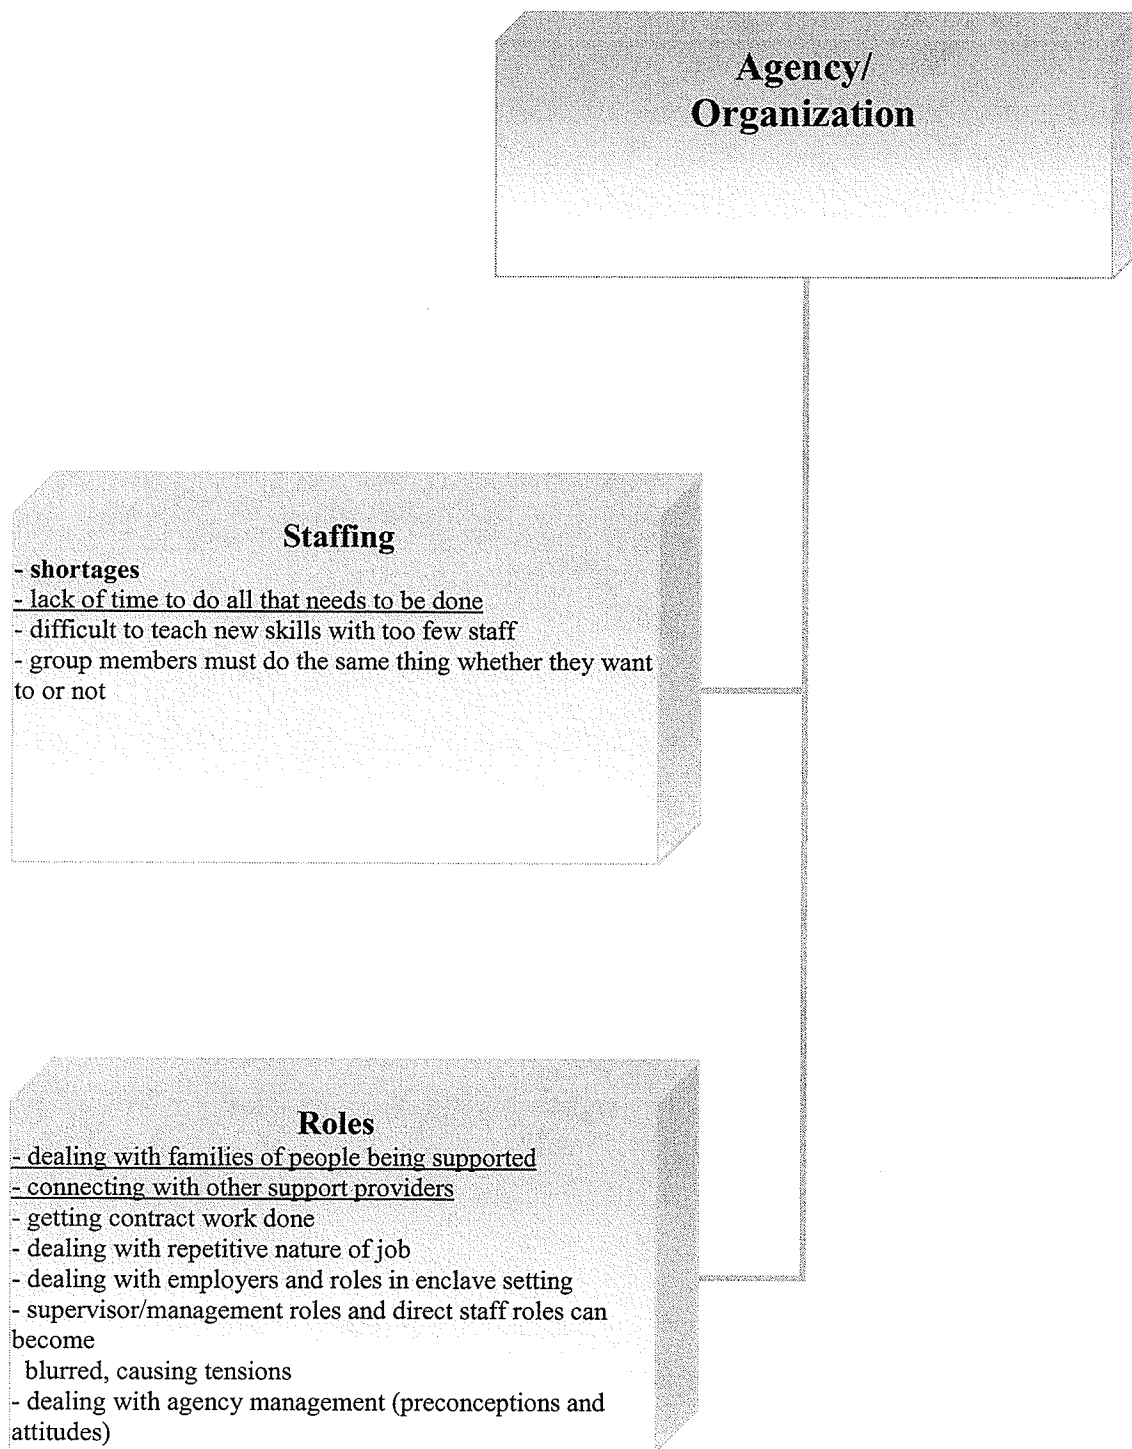 Agency/
Organization
Staffing
- shortages
- lack of time to do all that needs to be done
- difficult to teach new skills with too few staff
- group members must do the same thing whether they want
to or not
Roles
- dealing with families of people being supported
- connecting with other support providers
- getting contract work done
- dealing with repetitive nature of job
- dealing with employers and roles in enclave setting
- supervisor/management roles and direct staff roles can
become
blurred, causing tensions
- dealing with agency management (preconceptions and
attitudes)